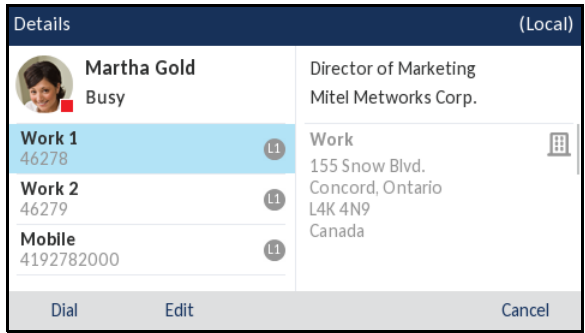 Details
(Local)
Martha Gold
Busy
Work 1
46278
L1
Work 2
46279
L1
Mobile
4192782000
L1
Director of Marketing
Mitel Metworks Corp.
Work
155 Snow Blvd.
Concord, Ontario
L4K 4N9
Canada
Dial
Edit
Cancel